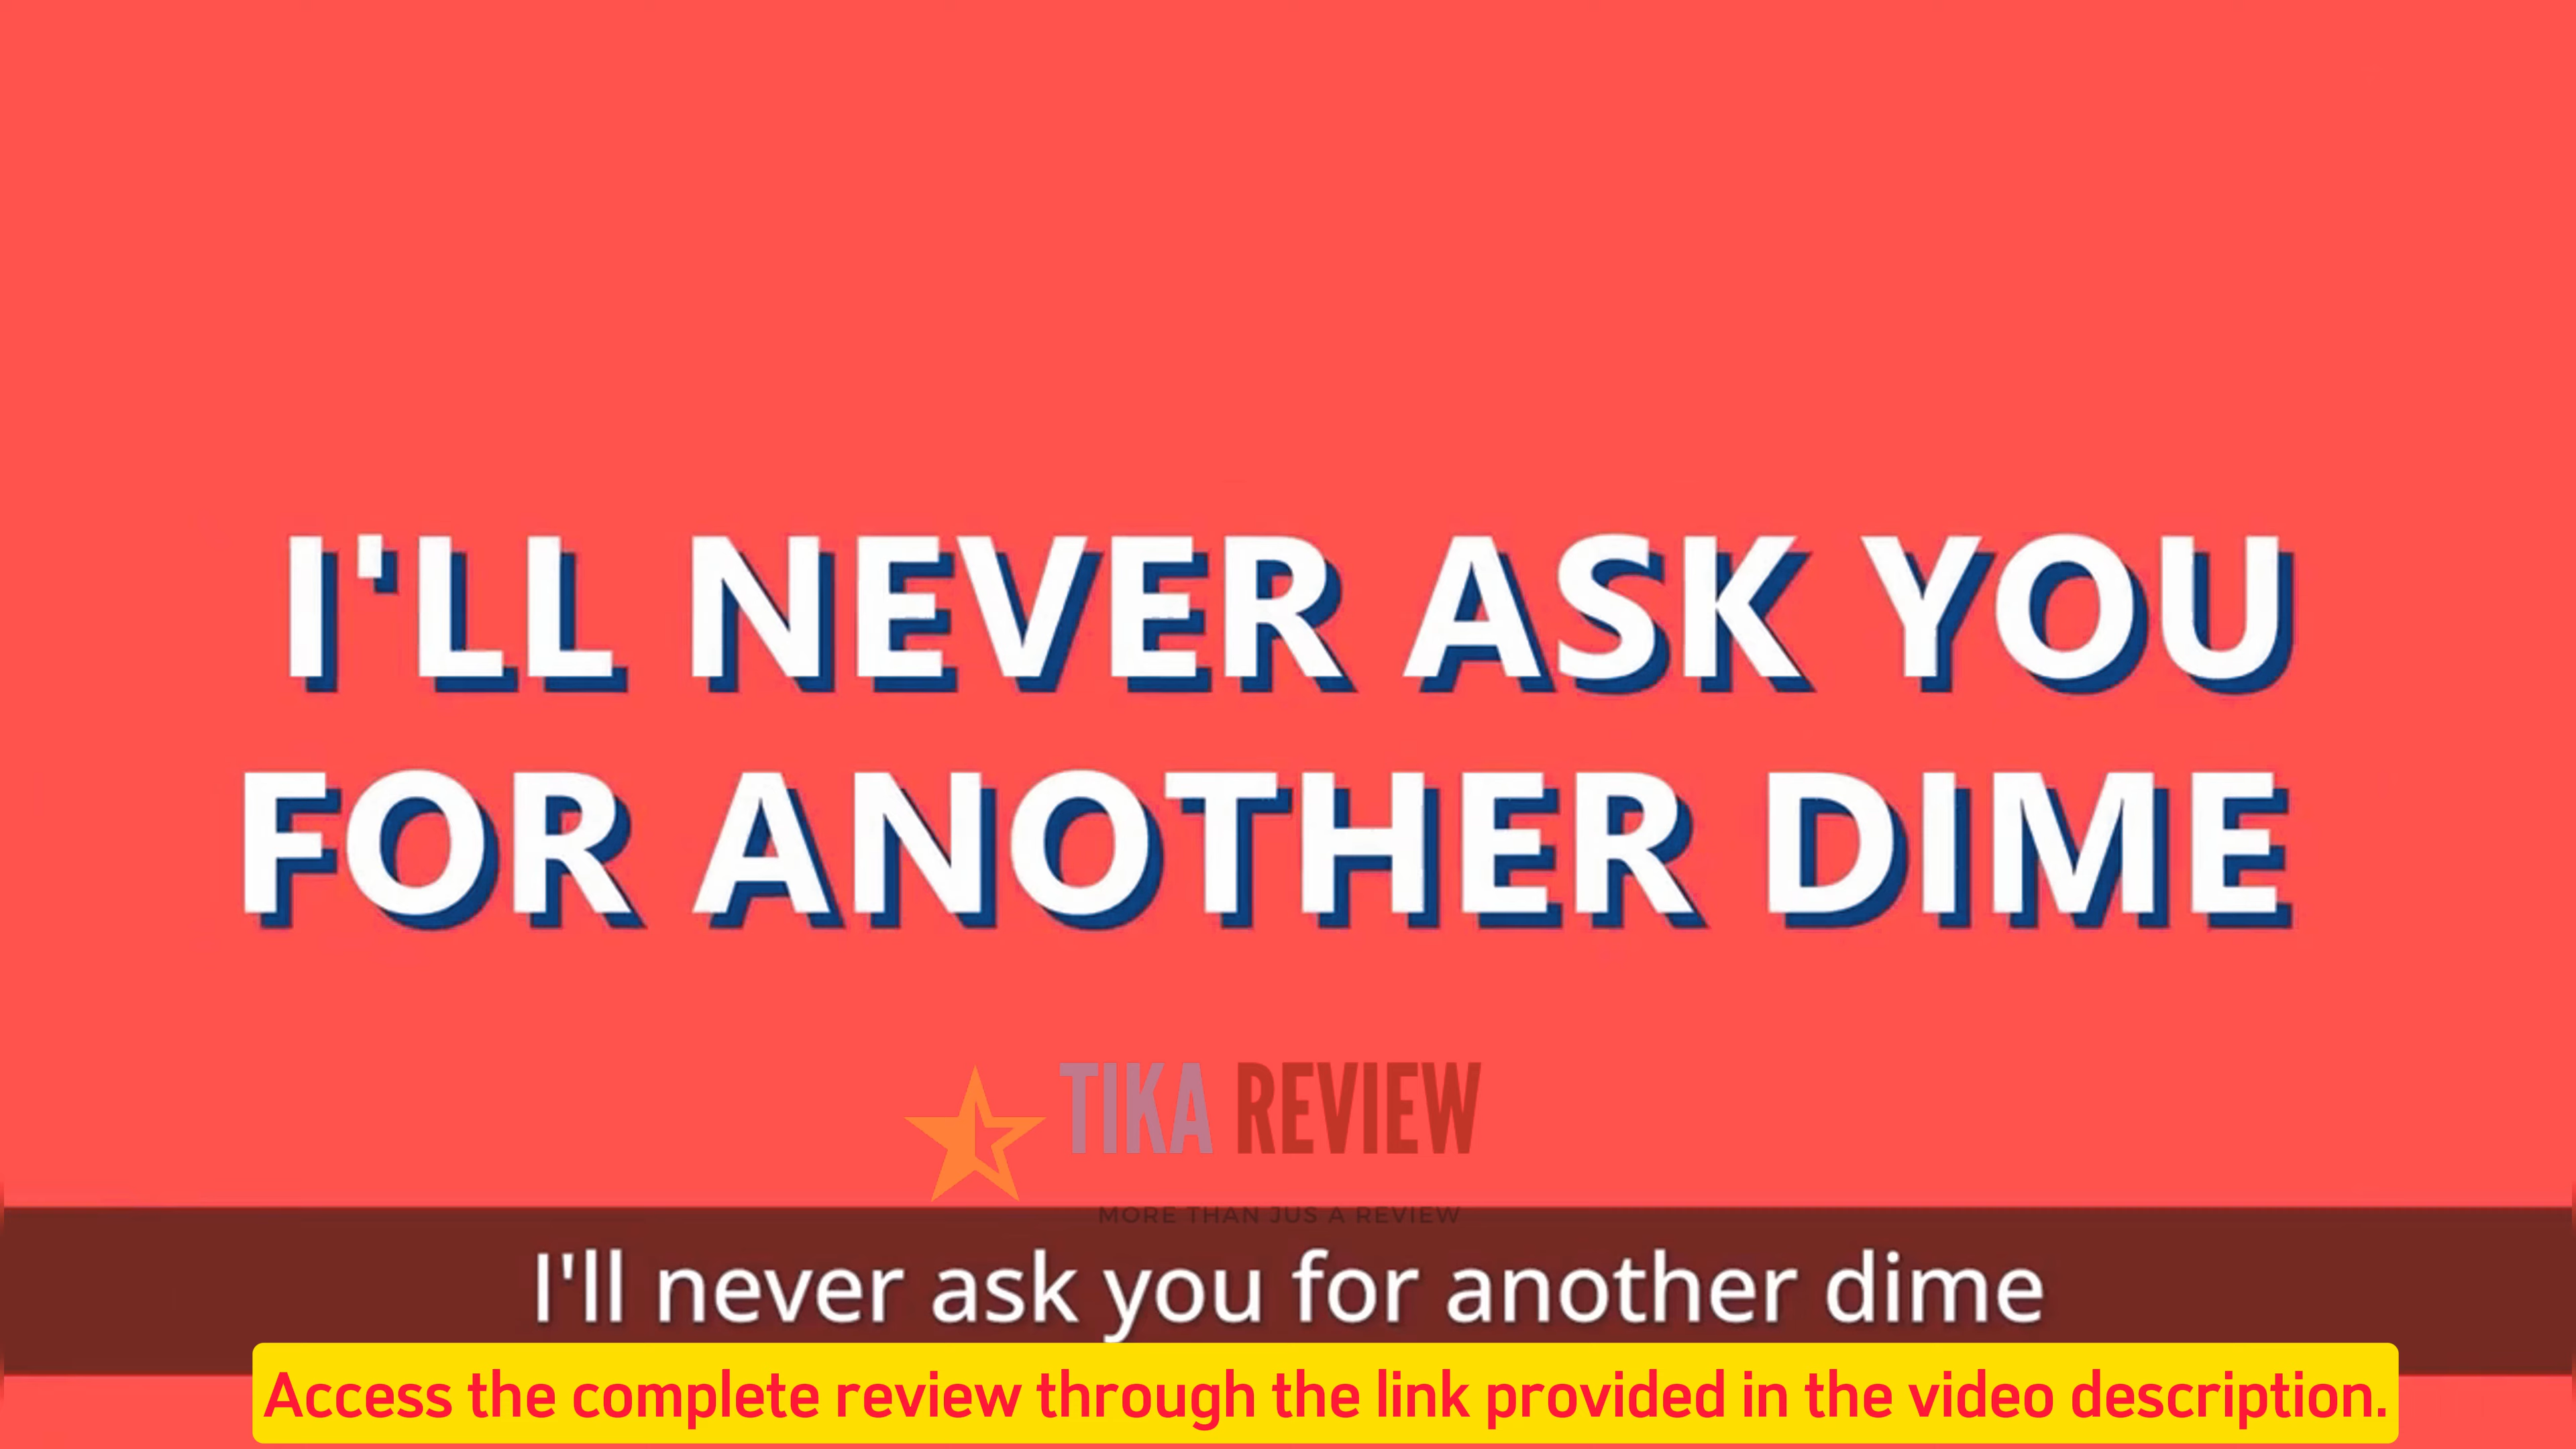 I'LL NEVER ASK YOU
FOR ANOTHER DIME
TIKA REVIEW
MORE THAN JUS A REVIEW
I'll never ask you for another dime
Access the complete review through the link provided in the video description.